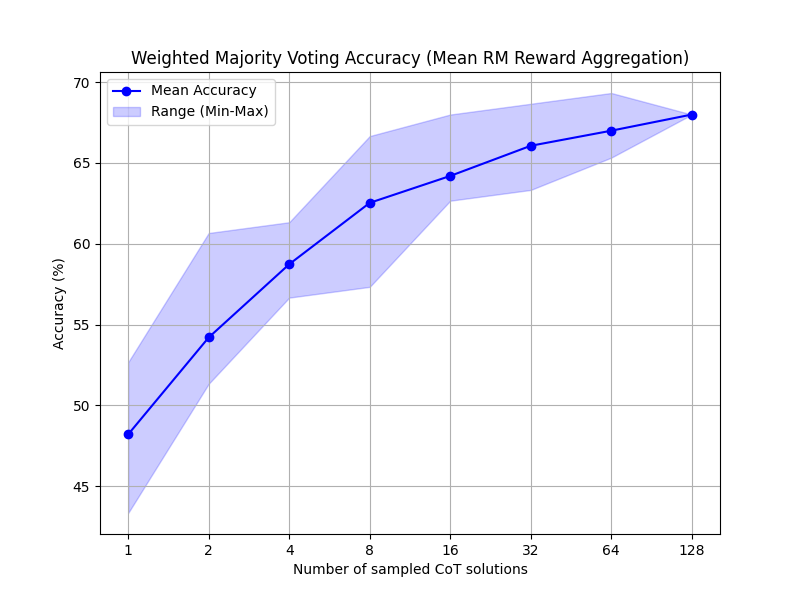 Weighted Majority Voting Accuracy (Mean RM Reward Aggregation)
Mean Accuracy
Range (Min-Max)
70
65
60
55
50
45
Accuracy (%)
1 2 4 8 16 32 64 128
Number of sampled CoT solutions